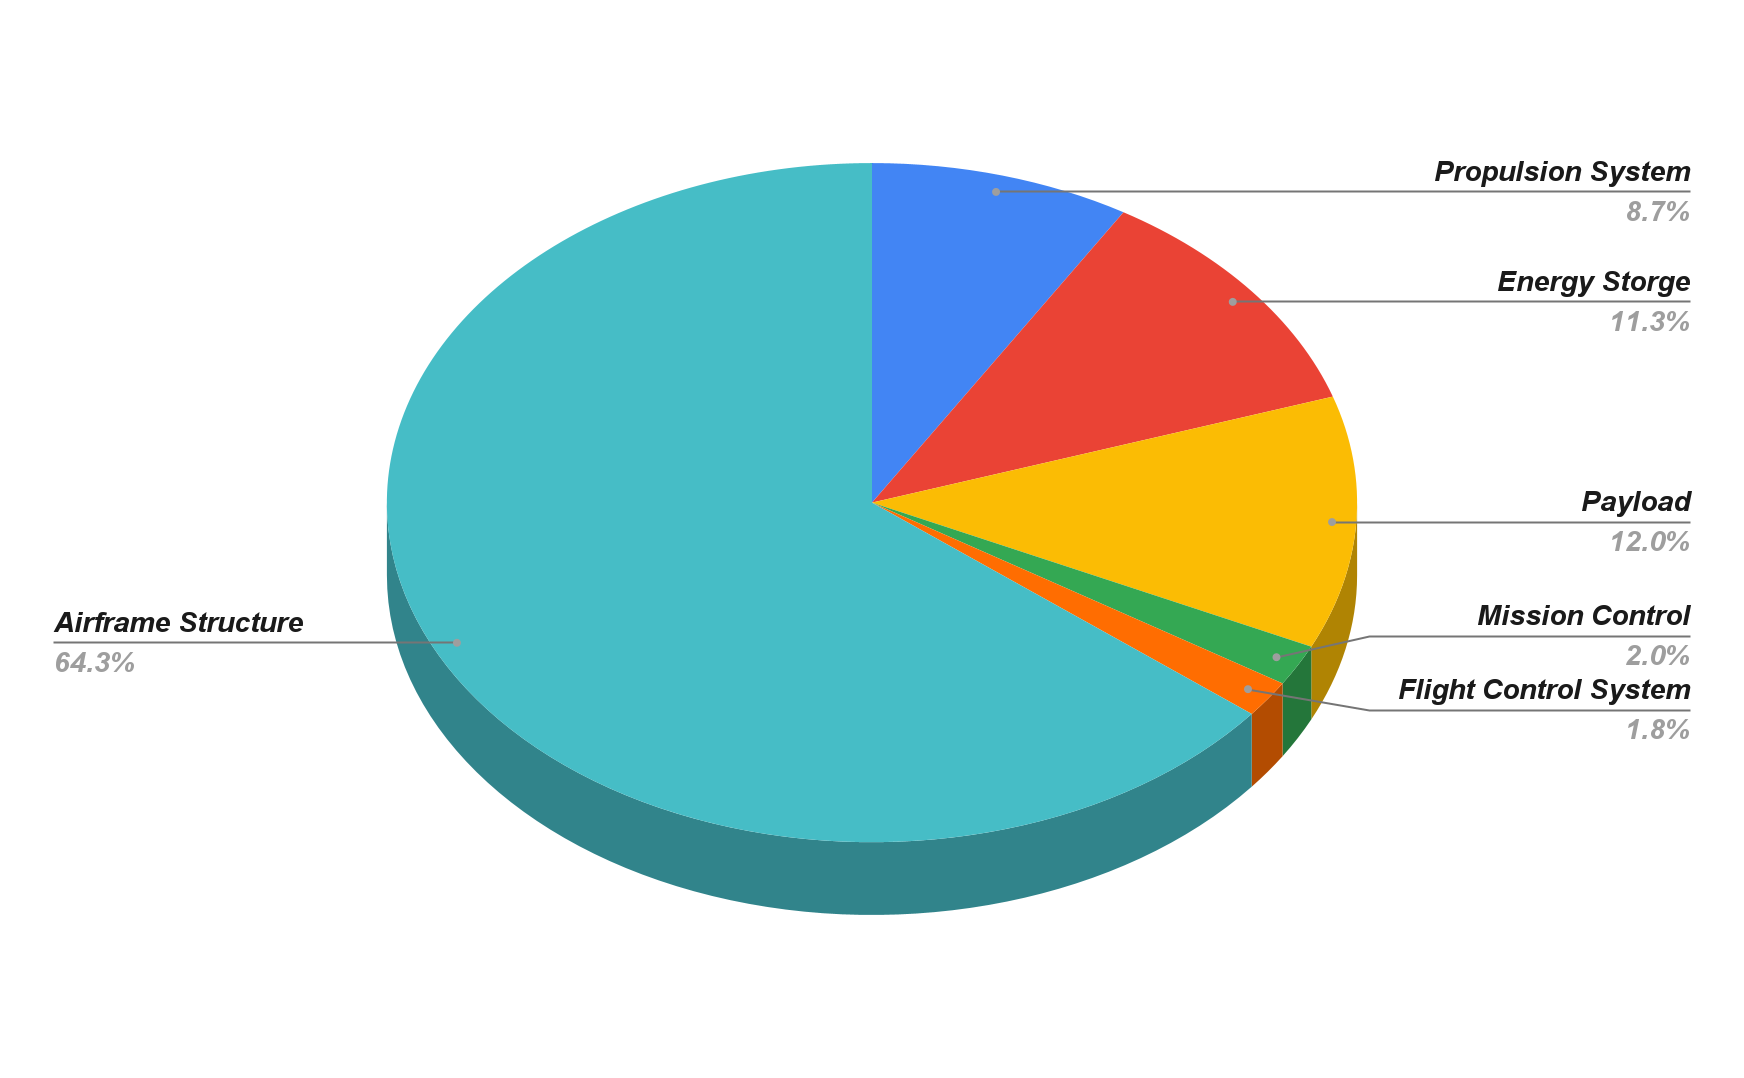 Propulsion System
8.7%
Energy Storge
11.3%
Payload
12.0%
Mission Control
2.0%
Flight Control System
1.8%
Airframe Structure
64.3%